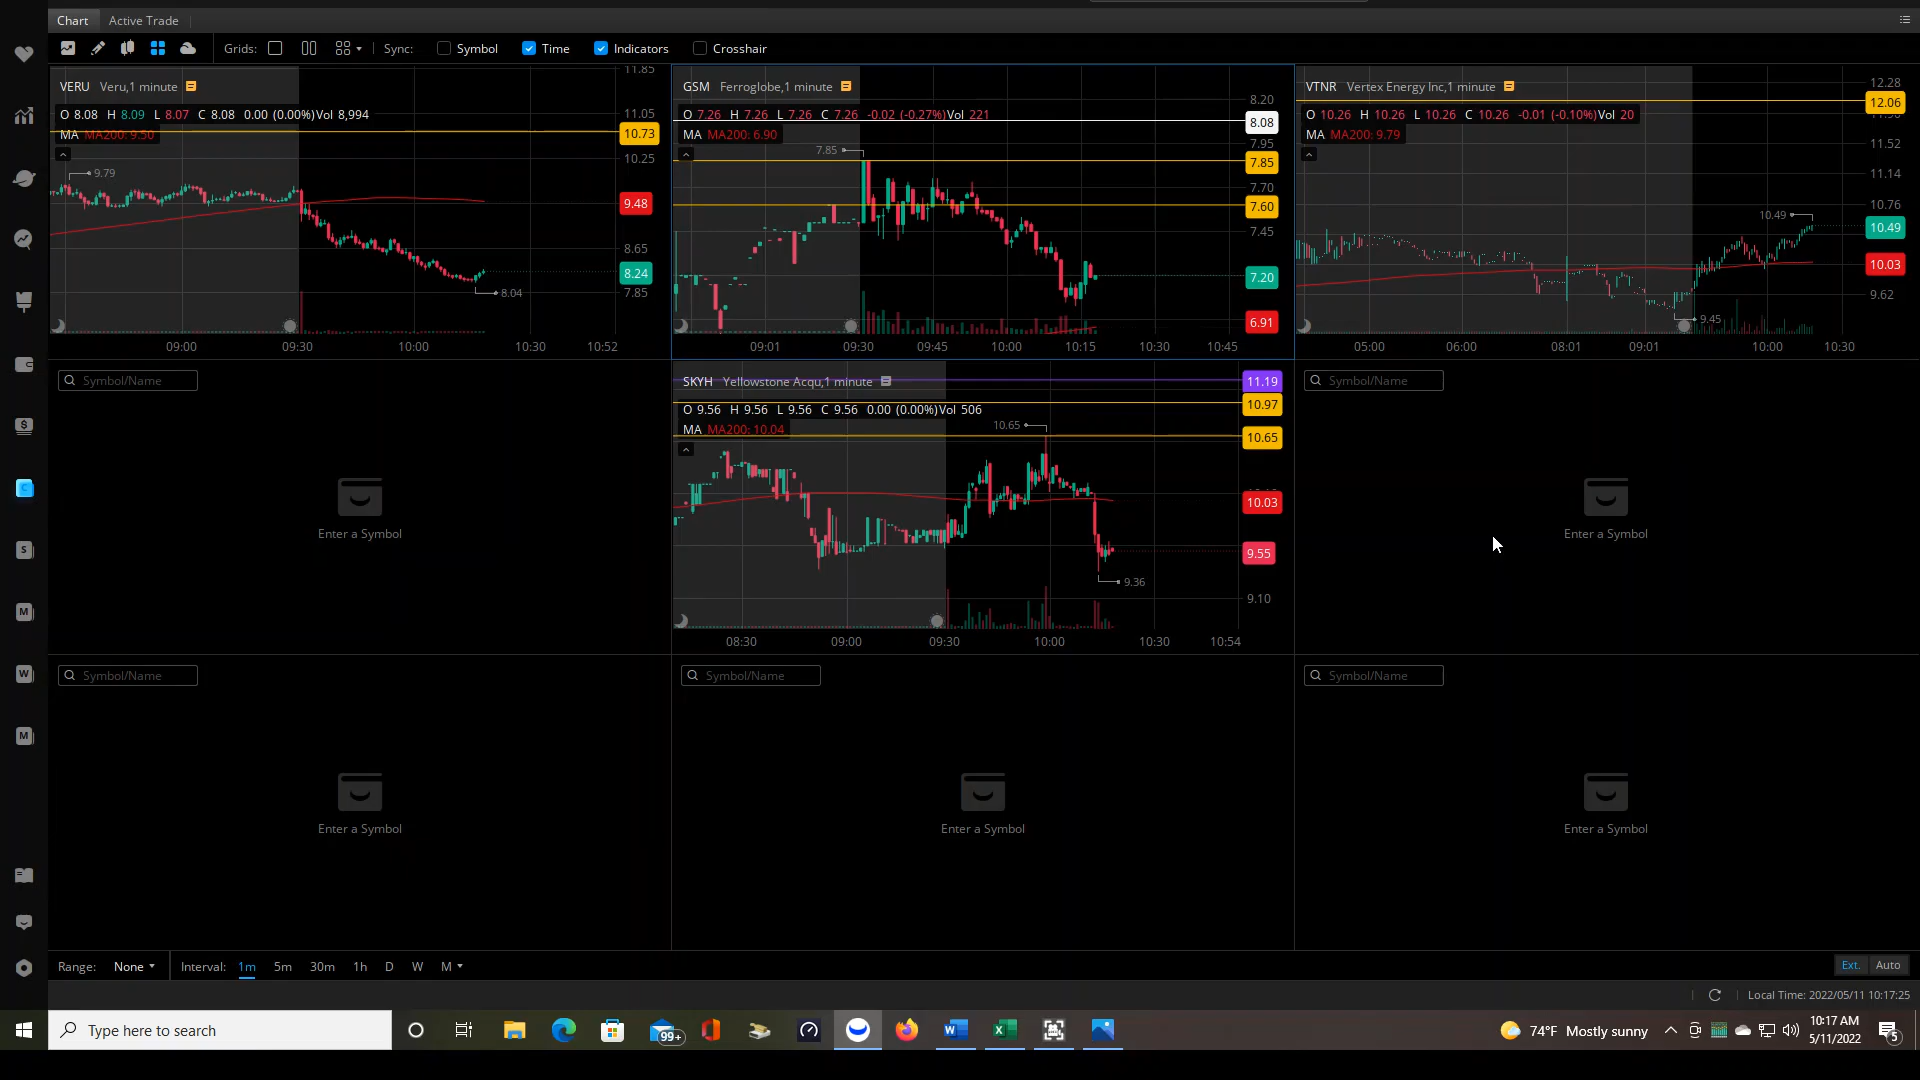 Chart Active Trade
Grids: Sync: Symbol Time Indicators Crosshair
VERU Veru,1 minute
O 8.08 H 8.09 L 8.07 C 8.08 0.00 (0.00%)Vol 8,994
MA MA200: 9.50
9.79
8.04
11.85
11.05
10.73
10.25
9.48
8.65
8.24
7.85
09:00 09:30 10:00 10:30 10:52
GSM Ferroglobe,1 minute
O 7.26 H 7.26 L 7.26 C 7.26 -0.02 (-0.27%)Vol 221
MA MA200: 6.90
7.85
8.20
8.08
7.95
7.85
7.70
7.60
7.45
7.20
6.91
09:01 09:30 09:45 10:00 10:15 10:30 10:45
VTNR Vertex Energy Inc,1 minute
O 10.26 H 10.26 L 10.26 C 10.26 -0.01 (-0.10%)Vol 20
MA MA200: 9.79
10.49
9.45
12.28
12.06
11.52
11.14
10.76
10.49
10.03
9.62
05:00 06:00 08:01 09:01 10:00 10:30
Symbol/Name
Enter a Symbol
SKYH Yellowstone Acqu,1 minute
O 9.56 H 9.56 L 9.56 C 9.56 0.00 (0.00%)Vol 506
MA MA200: 10.04
10.65
9.36
11.19
10.97
10.65
10.03
9.55
9.10
08:30 09:00 09:30 10:00 10:30 10:54
Symbol/Name
Enter a Symbol
Symbol/Name
Enter a Symbol
Symbol/Name
Enter a Symbol
Symbol/Name
Enter a Symbol
Range: None Interval: 1m 5m 30m 1h D W M Ext. Auto
Local Time: 2022/05/11 10:17:25
Type here to search
99+
74°F Mostly sunny
10:17 AM
5/11/2022
5